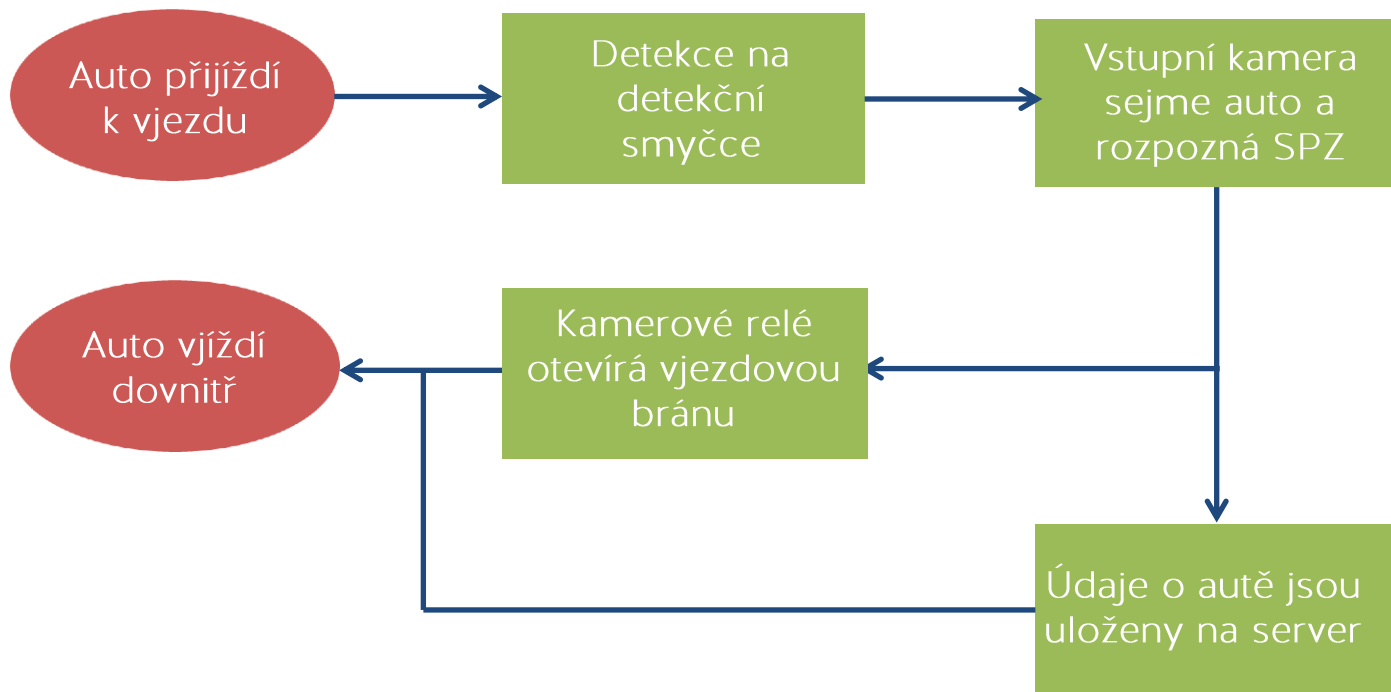 Auto přijíždí
k vjezdu
Detekce na
detekční
smyčce
Vstupní kamera
sejme auto a
rozpozná SPZ
Auto vjíždí
dovnitř
Kamerové relé
otevírá vjezdovou
bránu
Údaje o autě jsou
uloženy na server